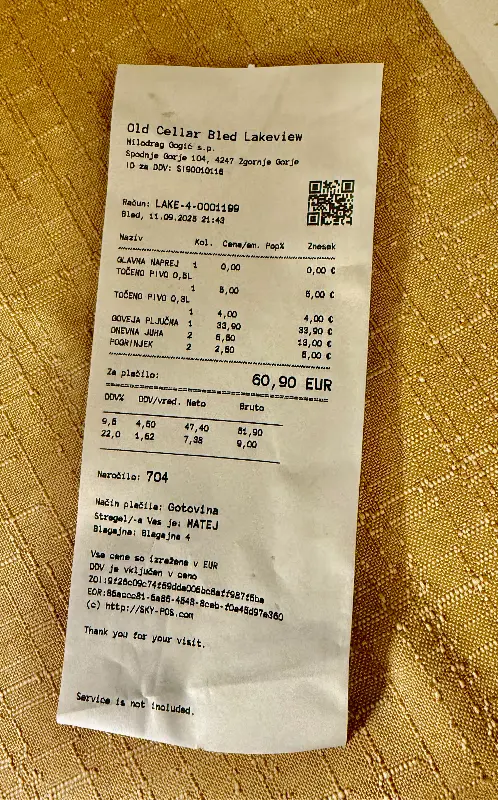 Old Cellar Bled Lakeview
Milodrag Gogić s.p.
Spodnje Gorje 104, 4247 Zgornje Gorje
ID za DDV: SI90010116
Račun: LAKE-4-0001199
Bled, 11.09.2025 21:43
Naziv Kol. Cena/em. Pop% Znesek
GLAVNA NAPREJ 1 0,00 0,00 €
TOČENO PIVO 0,5L
1 5,00 5,00 €
TOČENO PIVO 0,3L
1 4,00 4,00 €
GOVEJA PLJUČNA 1 33,90 33,90 €
DNEVNA JUHA 2 6,50 13,00 €
POGRINJEK 2 2,50 5,00 €
Za plačilo: 60,90 EUR
DDV% DDV/vred. Neto Bruto
9,5 4,50 47,40 51,90
22,0 1,62 7,38 9,00
Naročilo: 704
Način plačila: Gotovina
Stregel/-a Vas je: MATEJ
Blagajna: Blagajna 4
Vse cene so izražene v EUR
DDV je vključen v ceno
(c) http://SKY-POS.com
Thank you for your visit.
Service is not included.